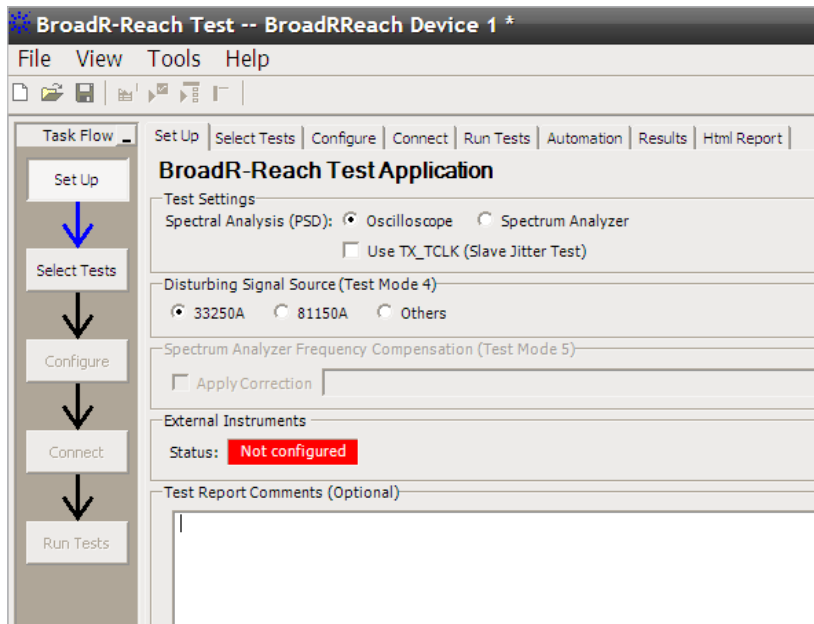 BroadR-Reach Test -- BroadRReach Device 1 *
File View Tools Help
Task Flow
Set Up
Select Tests
Configure
Connect
Run Tests
Set Up Select Tests Configure Connect Run Tests Automation Results Html Report
BroadR-Reach Test Application
Test Settings
Spectral Analysis (PSD): Oscilloscope Spectrum Analyzer
Use TX_TCLK (Slave Jitter Test)
Disturbing Signal Source (Test Mode 4)
33250A 81150A Others
Spectrum Analyzer Frequency Compensation (Test Mode 5)
Apply Correction
External Instruments
Status: Not configured
Test Report Comments (Optional)